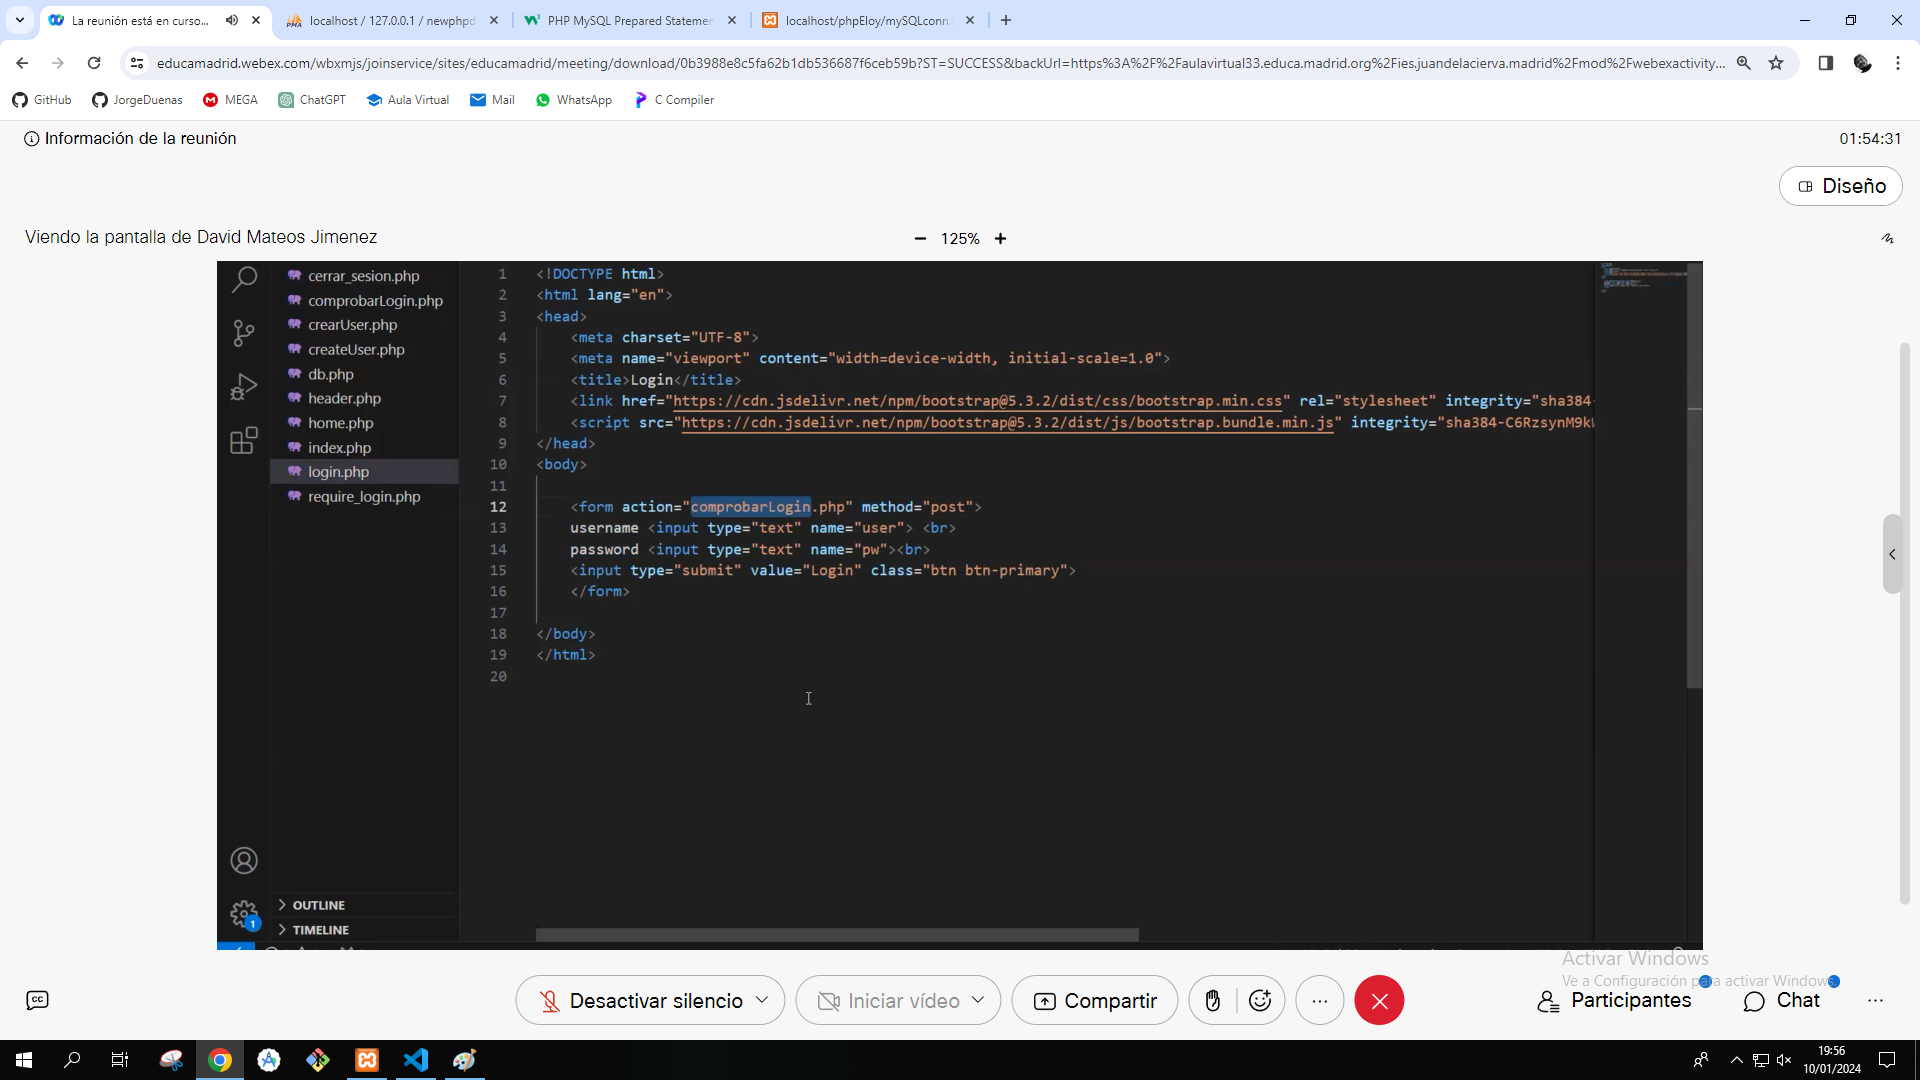 La reunión está en curso...
localhost / 127.0.0.1 / newphpd
PHP MySQL Prepared Statemen
localhost/phpEloy/mySQLconn.
educamadrid.webex.com/wbxmjs/joinservice/sites/educamadrid/meeting/download/0b3988e8c5fa62b1db536687f6ceb59b?ST=SUCCESS&backUrl=https%3A%2F%2Faulavirtual33.educa.madrid.org%2Fies.juandelacierva.madrid%2Fmod%2Fwebexactivity...
GitHub
JorgeDuenas
MEGA
ChatGPT
Aula Virtual
Mail
WhatsApp
C Compiler
Información de la reunión
01:54:31
Diseño
Viendo la pantalla de David Mateos Jimenez
125%
cerrar_sesion.php
comprobarLogin.php
crearUser.php
createUser.php
db.php
header.php
home.php
index.php
login.php
require_login.php
OUTLINE
TIMELINE
1
1 <!DOCTYPE html>
2 <html lang="en">
3 <head>
4 <meta charset="UTF-8">
5 <meta name="viewport" content="width=device-width, initial-scale=1.0">
6 <title>Login</title>
7 <link href="https://cdn.jsdelivr.net/npm/bootstrap@5.3.2/dist/css/bootstrap.min.css" rel="stylesheet" integrity="sha384-
8 <script src="https://cdn.jsdelivr.net/npm/bootstrap@5.3.2/dist/js/bootstrap.bundle.min.js" integrity="sha384-C6RzsynM9kW
9 </head>
10 <body>
11
12 <form action="comprobarLogin.php" method="post">
13 username <input type="text" name="user"> <br>
14 password <input type="text" name="pw"><br>
15 <input type="submit" value="Login" class="btn btn-primary">
16 </form>
17
18 </body>
19 </html>
20
Activar Windows
Ve a Configuración para activar Windows.
CC
Desactivar silencio
Iniciar vídeo
Compartir
Participantes
Chat
PMA
19:56
10/01/2024